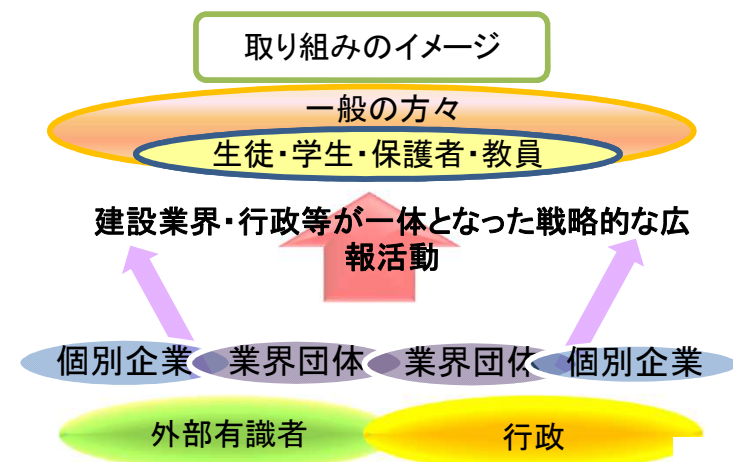 取り組みのイメージ
一般の方々
生徒・学生・保護者・教員
建設業界・行政等が一体となった戦略的な広
報活動
個別企業 業界団体 業界団体 個別企業
外部有識者 行政